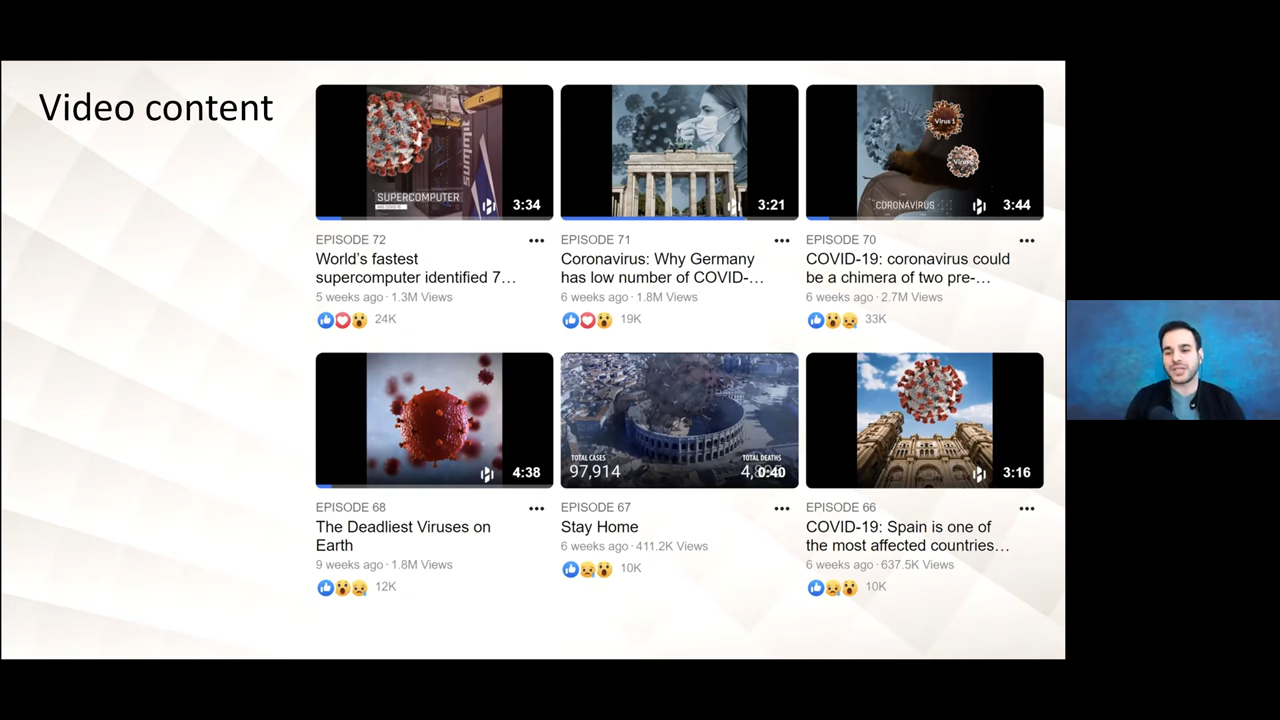 Video content
SUPERCOMPUTER
3:34
EPISODE 72
World's fastest
supercomputer identified 7…
5 weeks ago · 1.3M Views
24K
3:21
EPISODE 71
Coronavirus: Why Germany
has low number of COVID-…
6 weeks ago · 1.8M Views
19K
Virus 1
CORONAVIRUS
3:44
EPISODE 70
COVID-19: coronavirus could
be a chimera of two pre-…
6 weeks ago · 2.7M Views
33K
4:38
EPISODE 68
The Deadliest Viruses on
Earth
9 weeks ago · 1.8M Views
12K
TOTAL CASES
97,914
TOTAL DEATHS
0:40
EPISODE 67
Stay Home
6 weeks ago · 411.2K Views
10K
3:16
EPISODE 66
COVID-19: Spain is one of
the most affected countries…
6 weeks ago · 637.5K Views
10K